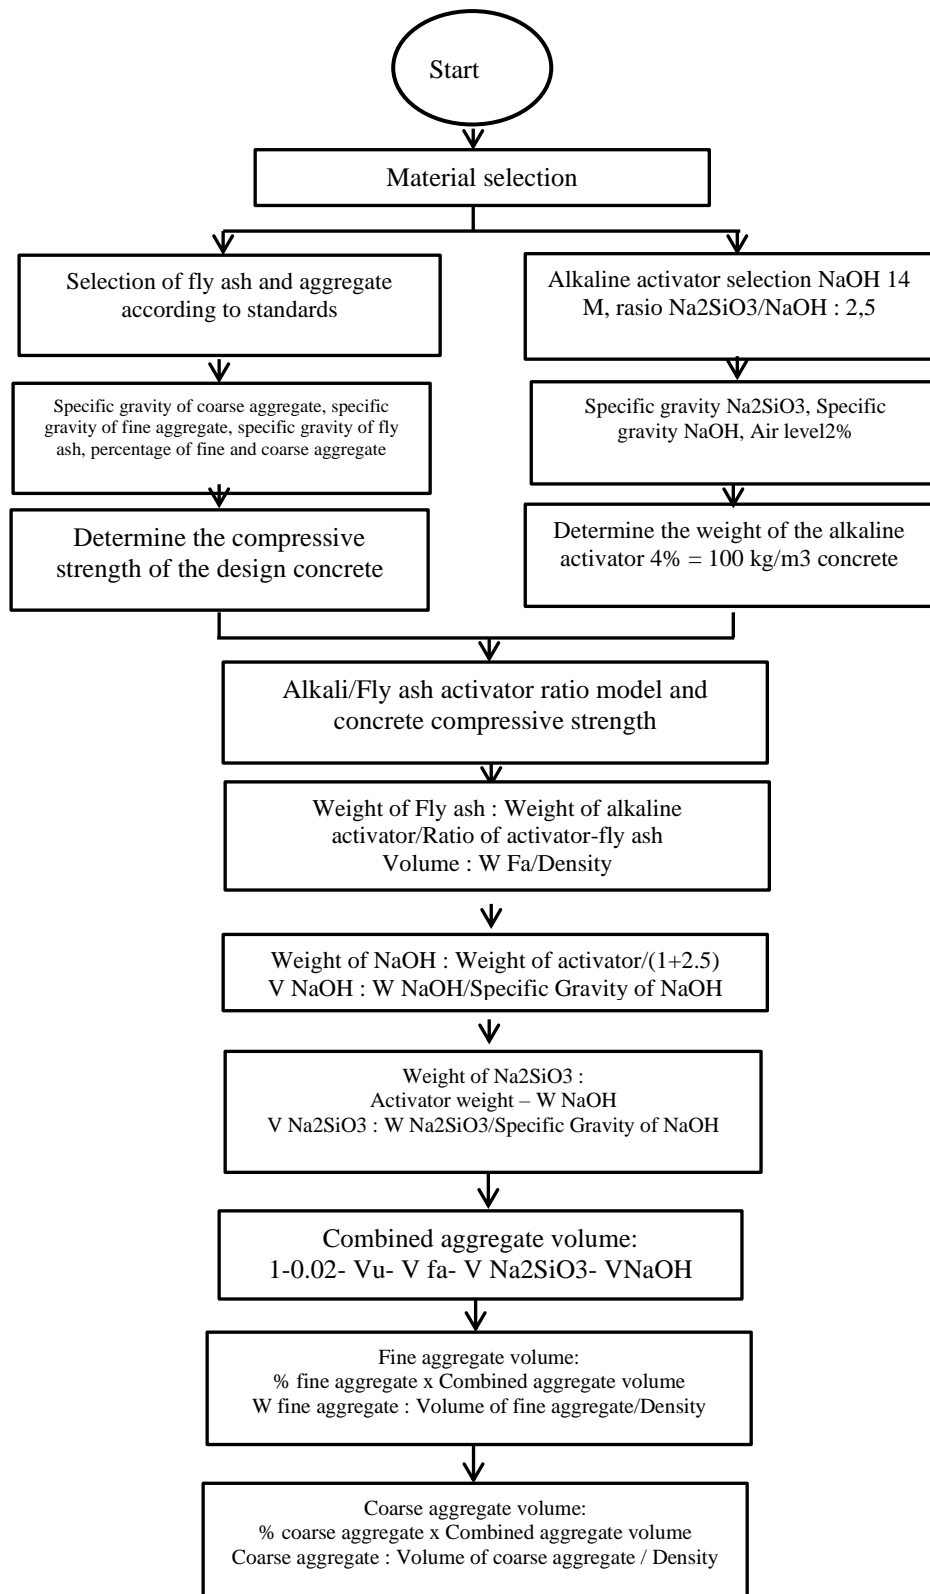 Start
Material selection
Selection of fly ash and aggregate
according to standards
Alkaline activator selection NaOH 14
M, rasio Na2SiO3/NaOH : 2,5
Specific gravity of coarse aggregate, specific
gravity of fine aggregate, specific gravity of fly
ash, percentage of fine and coarse aggregate
Specific gravity Na2SiO3, Specific
gravity NaOH, Air level2%
Determine the compressive
strength of the design concrete
Determine the weight of the alkaline
activator 4% = 100 kg/m3 concrete
Alkali/Fly ash activator ratio model and
concrete compressive strength
Weight of Fly ash : Weight of alkaline
activator/Ratio of activator-fly ash
Volume : W Fa/Density
Weight of NaOH : Weight of activator/(1+2.5)
V NaOH : W NaOH/Specific Gravity of NaOH
Weight of Na2SiO3 :
Activator weight – W NaOH
V Na2SiO3 : W Na2SiO3/Specific Gravity of NaOH
Combined aggregate volume:
1-0.02- Vu- V fa- V Na2SiO3- VNaOH
Fine aggregate volume:
% fine aggregate x Combined aggregate volume
W fine aggregate : Volume of fine aggregate/Density
Coarse aggregate volume:
% coarse aggregate x Combined aggregate volume
Coarse aggregate : Volume of coarse aggregate / Density